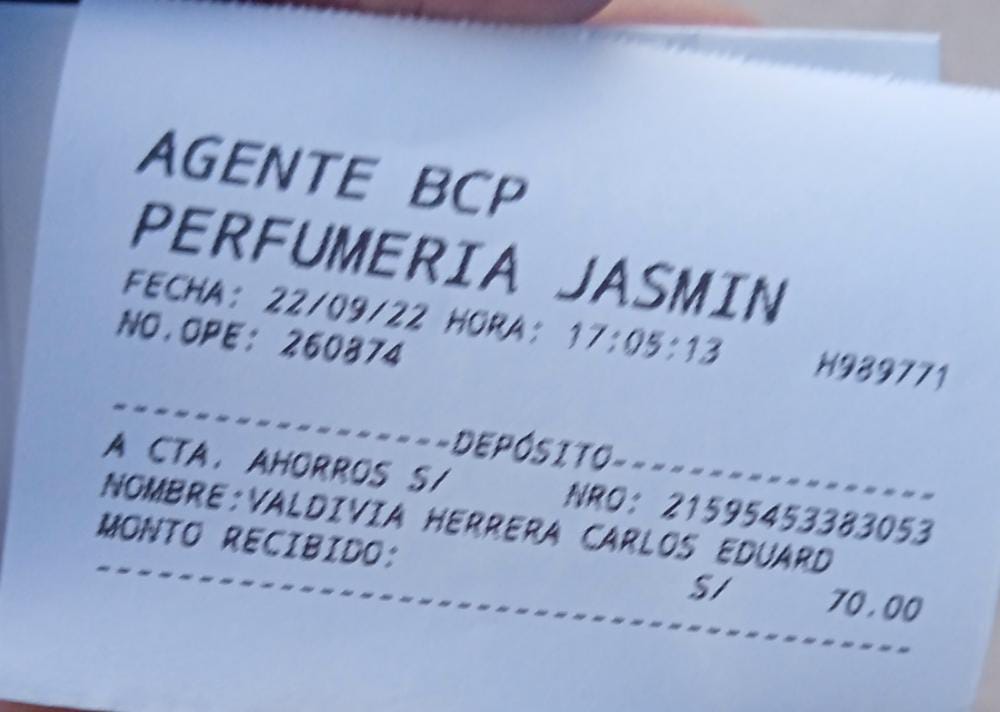 AGENTE BCP
PERFUMERIA JASMIN
FECHA: 22/09/22 HORA: 17:05:13 H989771
NO.OPE: 260874
-----------------DEPÓSITO-----------------
A CTA. AHORROS S/ NRO: 21595453383053
NOMBRE:VALDIVIA HERRERA CARLOS EDUARD
MONTO RECIBIDO: S/ 70.00
------------------------------------------